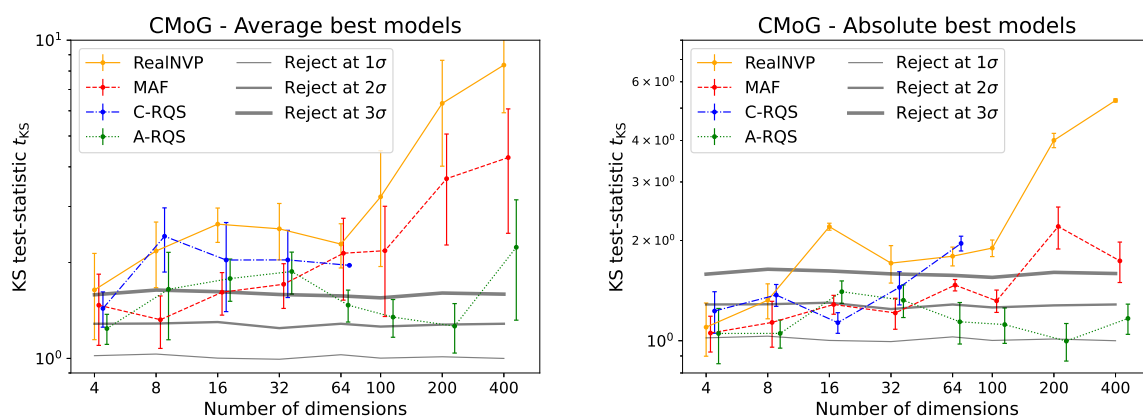 CMoG - Average best models
10¹
10⁰
KS test-statistic t_KS
RealNVP
MAF
C-RQS
A-RQS
Reject at 1σ
Reject at 2σ
Reject at 3σ
4 8 16 32 64 100 200 400
Number of dimensions
CMoG - Absolute best models
6 × 10⁰
4 × 10⁰
3 × 10⁰
2 × 10⁰
10⁰
KS test-statistic t_KS
RealNVP
MAF
C-RQS
A-RQS
Reject at 1σ
Reject at 2σ
Reject at 3σ
4 8 16 32 64 100 200 400
Number of dimensions